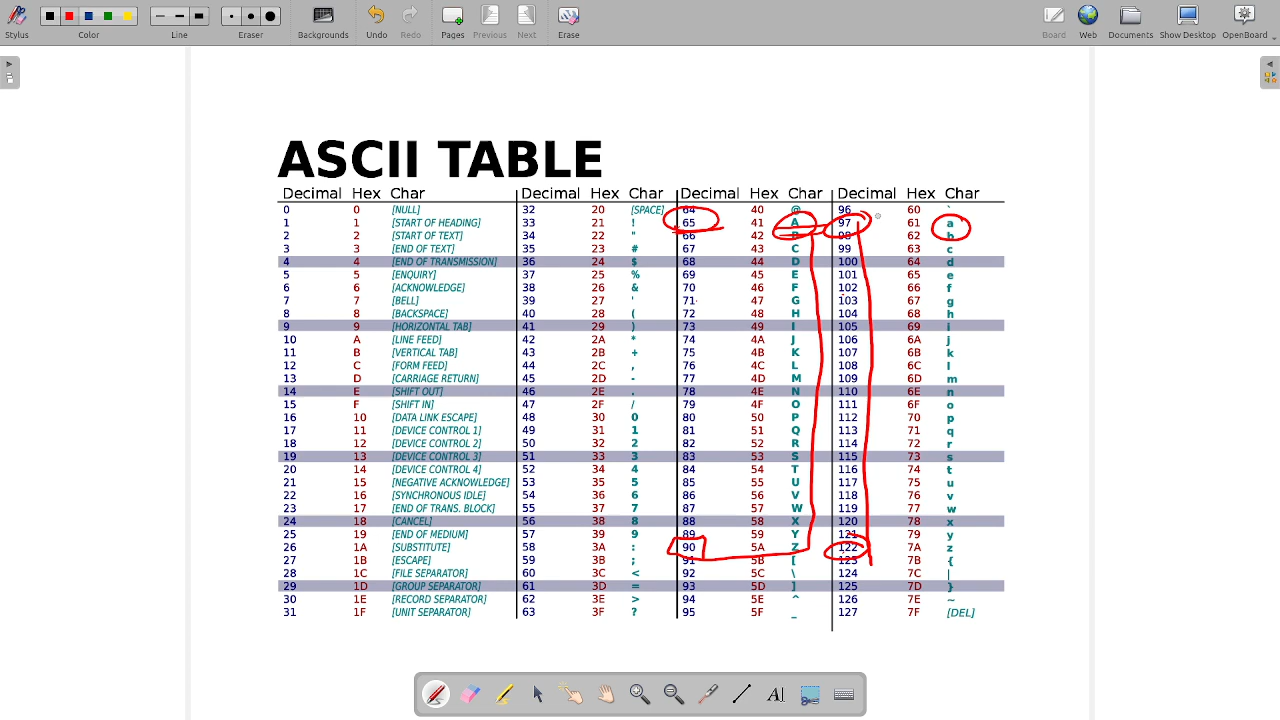 Stylus Color Line Eraser Backgrounds Undo Redo Pages Previous Next Erase Board Web Documents Show Desktop OpenBoard
ASCII TABLE
Decimal Hex Char Decimal Hex Char Decimal Hex Char Decimal Hex Char
0 0 [NULL] 32 20 [SPACE] 64 40 @ 96 60 `
1 1 [START OF HEADING] 33 21 ! 65 41 A 97 61 a
2 2 [START OF TEXT] 34 22 " 66 42 B 98 62 b
3 3 [END OF TEXT] 35 23 # 67 43 C 99 63 c
4 4 [END OF TRANSMISSION] 36 24 $ 68 44 D 100 64 d
5 5 [ENQUIRY] 37 25 % 69 45 E 101 65 e
6 6 [ACKNOWLEDGE] 38 26 & 70 46 F 102 66 f
7 7 [BELL] 39 27 ' 71 47 G 103 67 g
8 8 [BACKSPACE] 40 28 ( 72 48 H 104 68 h
9 9 [HORIZONTAL TAB] 41 29 ) 73 49 I 105 69 i
10 A [LINE FEED] 42 2A * 74 4A J 106 6A j
11 B [VERTICAL TAB] 43 2B + 75 4B K 107 6B k
12 C [FORM FEED] 44 2C , 76 4C L 108 6C l
13 D [CARRIAGE RETURN] 45 2D - 77 4D M 109 6D m
14 E [SHIFT OUT] 46 2E . 78 4E N 110 6E n
15 F [SHIFT IN] 47 2F / 79 4F O 111 6F o
16 10 [DATA LINK ESCAPE] 48 30 0 80 50 P 112 70 p
17 11 [DEVICE CONTROL 1] 49 31 1 81 51 Q 113 71 q
18 12 [DEVICE CONTROL 2] 50 32 2 82 52 R 114 72 r
19 13 [DEVICE CONTROL 3] 51 33 3 83 53 S 115 73 s
20 14 [DEVICE CONTROL 4] 52 34 4 84 54 T 116 74 t
21 15 [NEGATIVE ACKNOWLEDGE] 53 35 5 85 55 U 117 75 u
22 16 [SYNCHRONOUS IDLE] 54 36 6 86 56 V 118 76 v
23 17 [END OF TRANS. BLOCK] 55 37 7 87 57 W 119 77 w
24 18 [CANCEL] 56 38 8 88 58 X 120 78 x
25 19 [END OF MEDIUM] 57 39 9 89 59 Y 121 79 y
26 1A [SUBSTITUTE] 58 3A : 90 5A Z 122 7A z
27 1B [ESCAPE] 59 3B ; 91 5B [ 123 7B {
28 1C [FILE SEPARATOR] 60 3C < 92 5C \ 124 7C |
29 1D [GROUP SEPARATOR] 61 3D = 93 5D ] 125 7D }
30 1E [RECORD SEPARATOR] 62 3E > 94 5E ^ 126 7E ~
31 1F [UNIT SEPARATOR] 63 3F ? 95 5F _ 127 7F [DEL]
AI